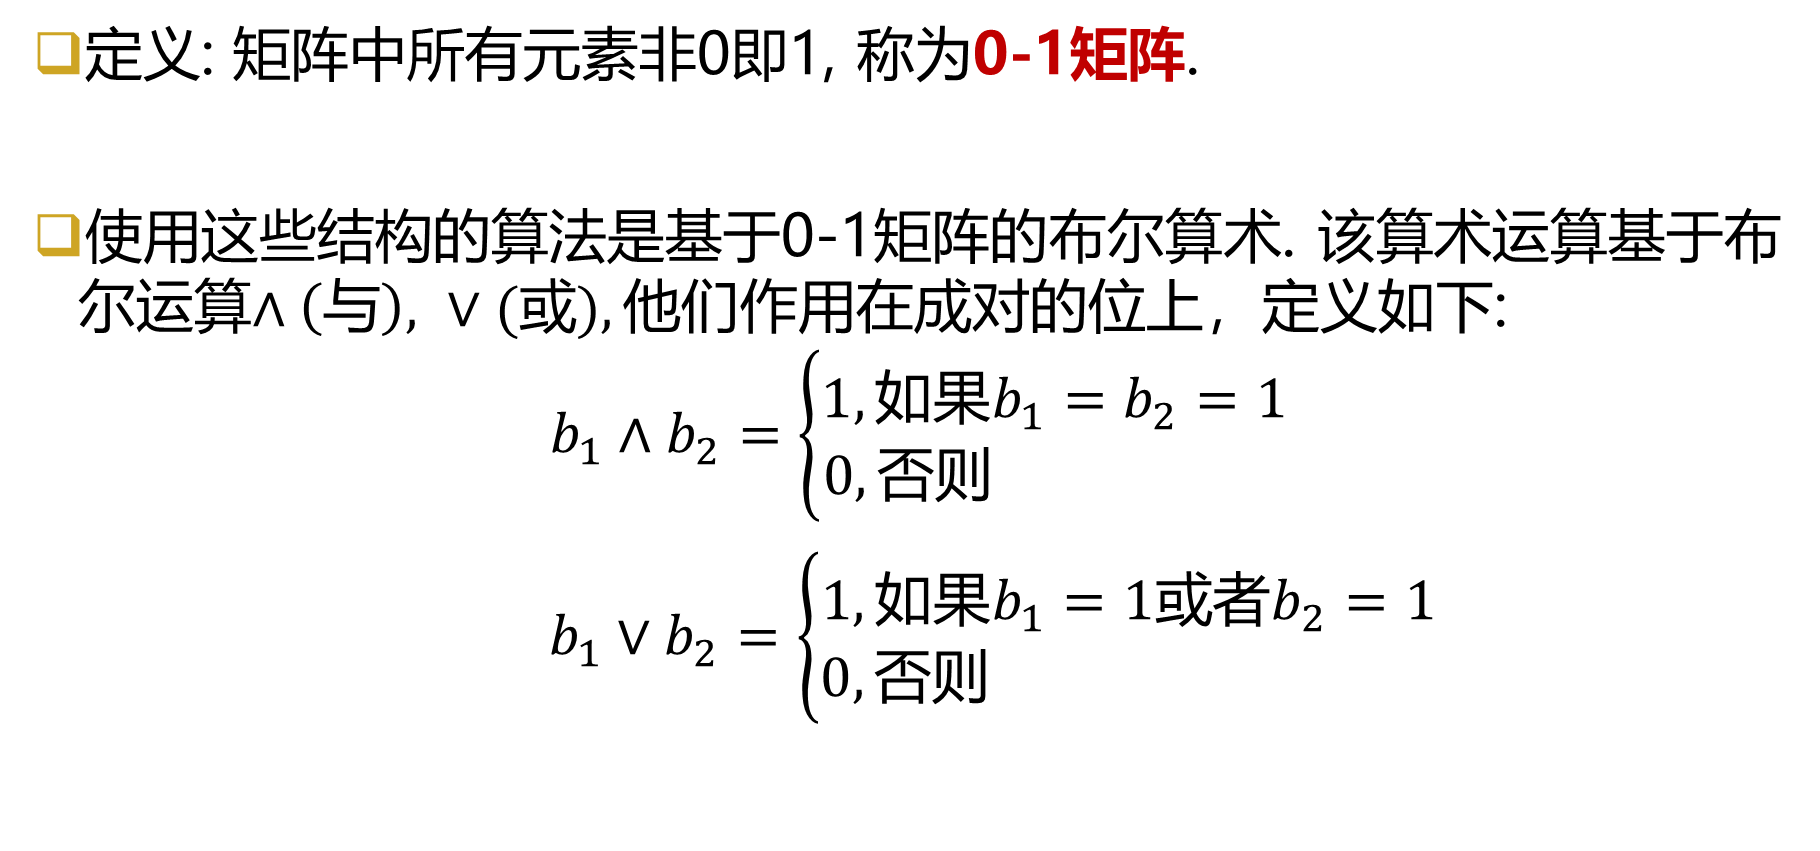 ❑定义: 矩阵中所有元素非0即1, 称为0-1矩阵.
❑使用这些结构的算法是基于0-1矩阵的布尔算术. 该算术运算基于布
尔运算∧ (与), ∨ (或), 他们作用在成对的位上，定义如下:
1, 如果b₁ = b₂ = 1
b₁ ∧ b₂ = {
0, 否则
1, 如果b₁ = 1或者b₂ = 1
b₁ ∨ b₂ = {
0, 否则